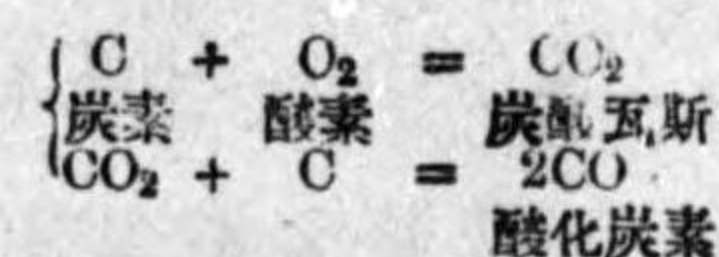 C + O₂ = CO₂
炭素 酸素 炭酸瓦斯
CO₂ + C = 2CO
酸化炭素